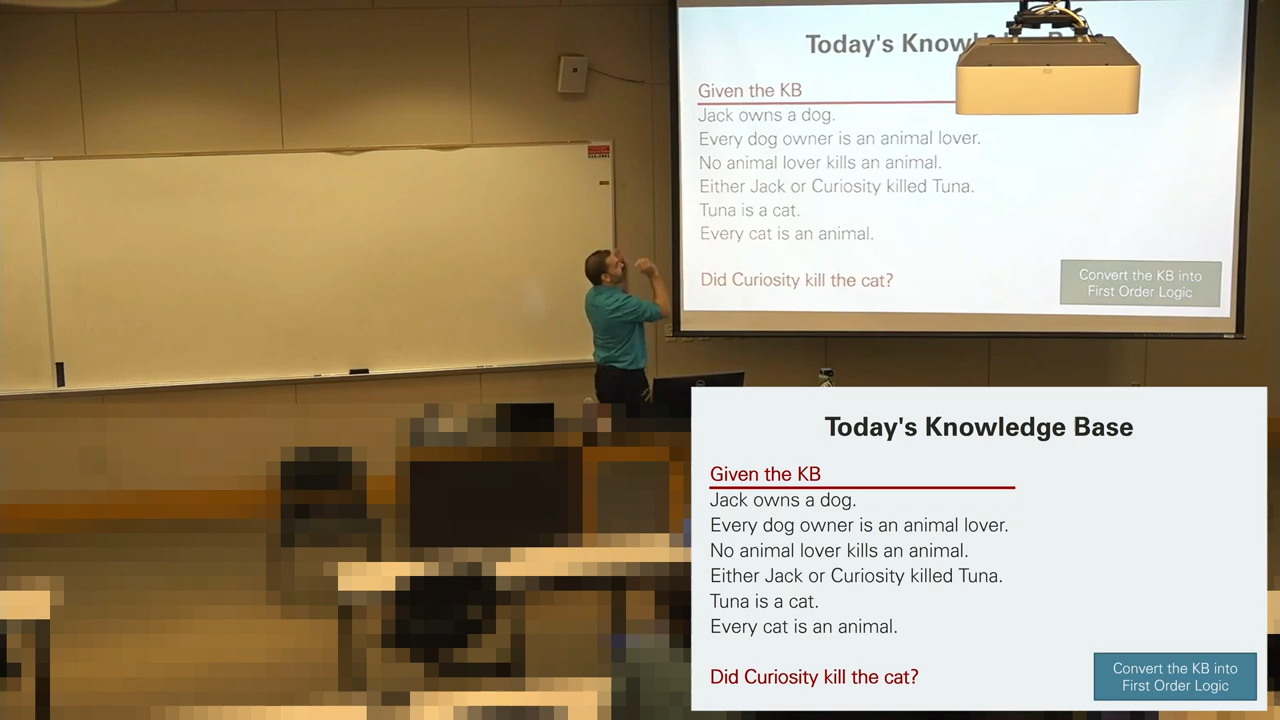 Today's Know
Given the KB
Jack owns a dog.
Every dog owner is an animal lover.
No animal lover kills an animal.
Either Jack or Curiosity killed Tuna.
Tuna is a cat.
Every cat is an animal.
Did Curiosity kill the cat?
Convert the KB into
First Order Logic
Today's Knowledge Base
Given the KB
Jack owns a dog.
Every dog owner is an animal lover.
No animal lover kills an animal.
Either Jack or Curiosity killed Tuna.
Tuna is a cat.
Every cat is an animal.
Did Curiosity kill the cat?
Convert the KB into
First Order Logic